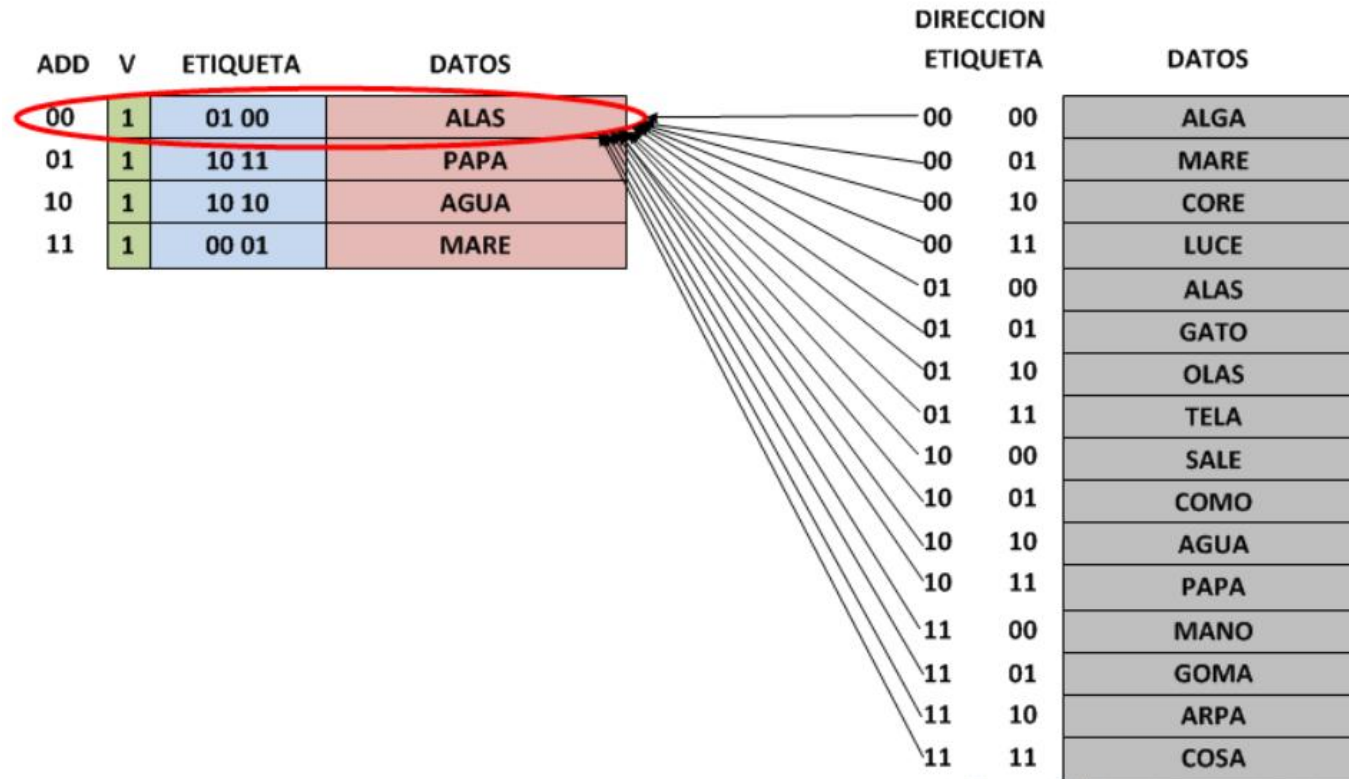 DIRECCION
ADD V ETIQUETA DATOS ETIQUETA DATOS
00 1 01 00 ALAS 00 00 ALGA
01 1 10 11 PAPA 00 01 MARE
10 1 10 10 AGUA 00 10 CORE
11 1 00 01 MARE 00 11 LUCE
01 00 ALAS
01 01 GATO
01 10 OLAS
01 11 TELA
10 00 SALE
10 01 COMO
10 10 AGUA
10 11 PAPA
11 00 MANO
11 01 GOMA
11 10 ARPA
11 11 COSA